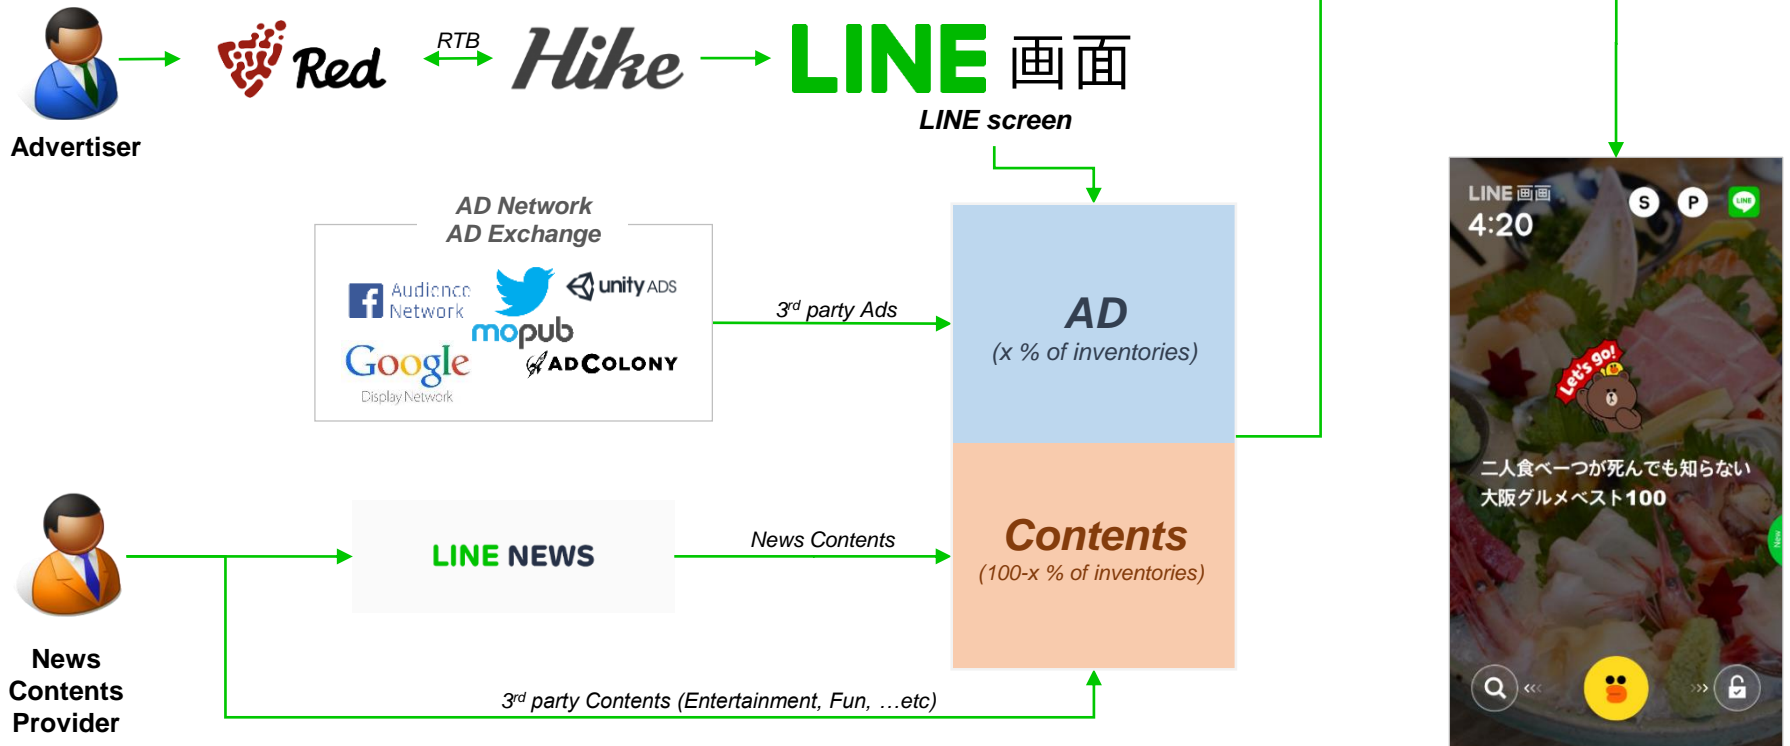 Red
RTB
Hike
LINE 画面
LINE screen
Advertiser
AD Network
AD Exchange
Audience
Network
unity ADS
mopub
Google
Display Network
ADCOLONY
3rd party Ads
AD
(x % of inventories)
LINE NEWS
News Contents
Contents
(100-x % of inventories)
News
Contents
Provider
3rd party Contents (Entertainment, Fun, …etc)
LINE 画面
4:20
S
P
LINE
Let's go!
二人食べーつが死んでも知らない
大阪グルメベスト100
New